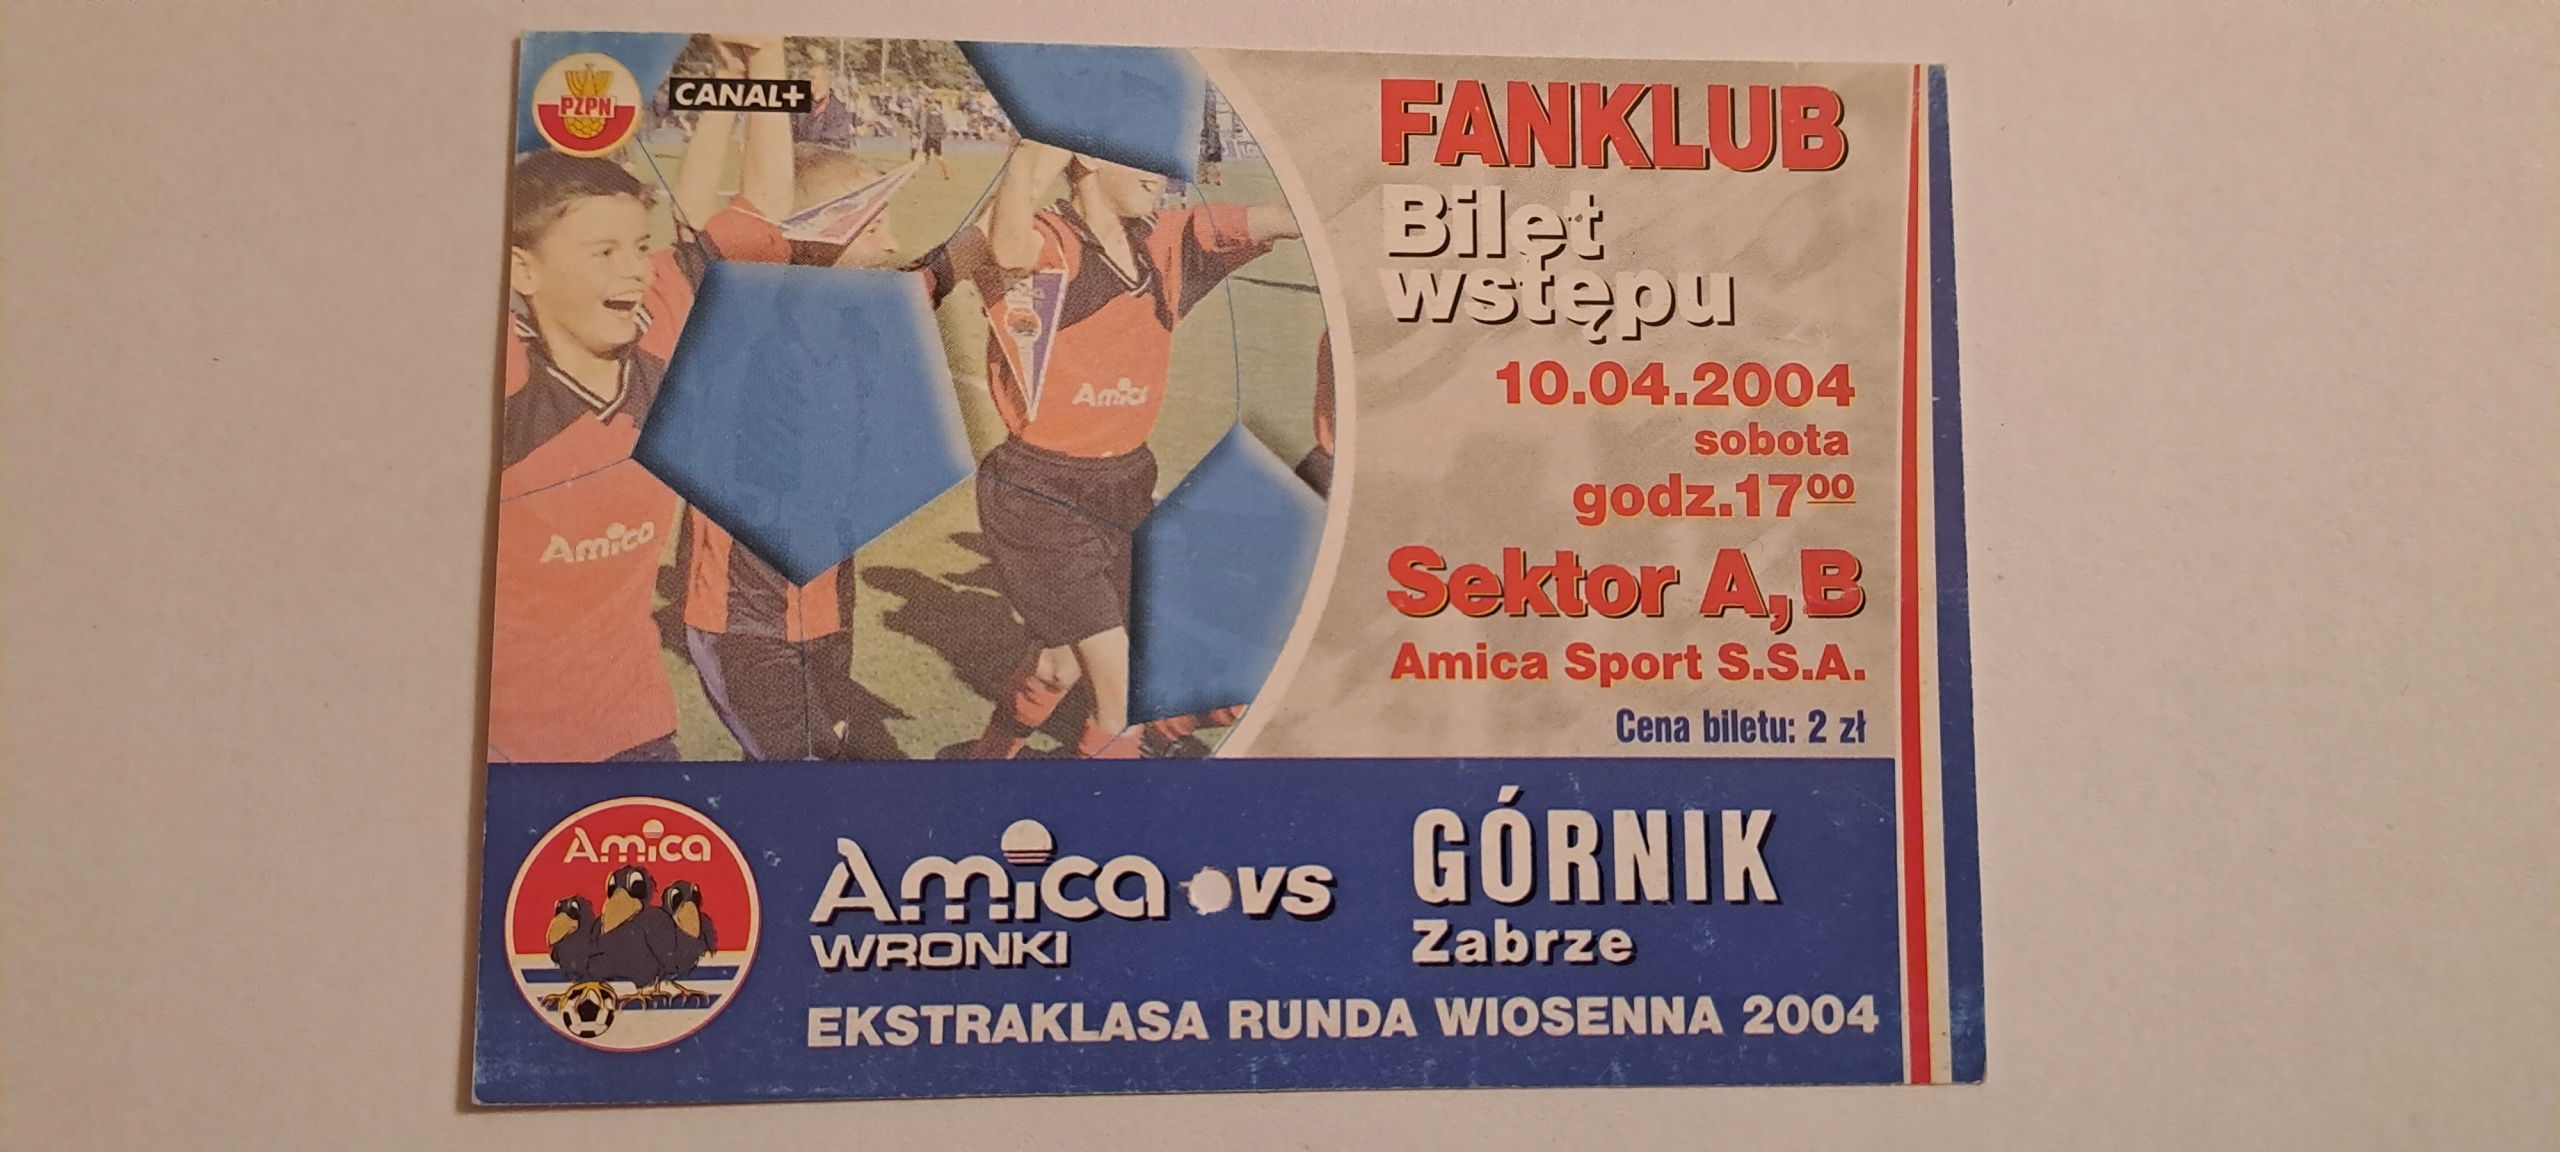 PZPN
CANAL+
FANKLUB
Bilet
wstępu
10.04.2004
sobota
godz.17⁰⁰
Sektor A,B
Amica Sport S.S.A.
Cena biletu: 2 zł
Amica
Amica
Amica
Amica
WRONKI
vs
GÓRNIK
Zabrze
EKSTRAKLASA RUNDA WIOSENNA 2004